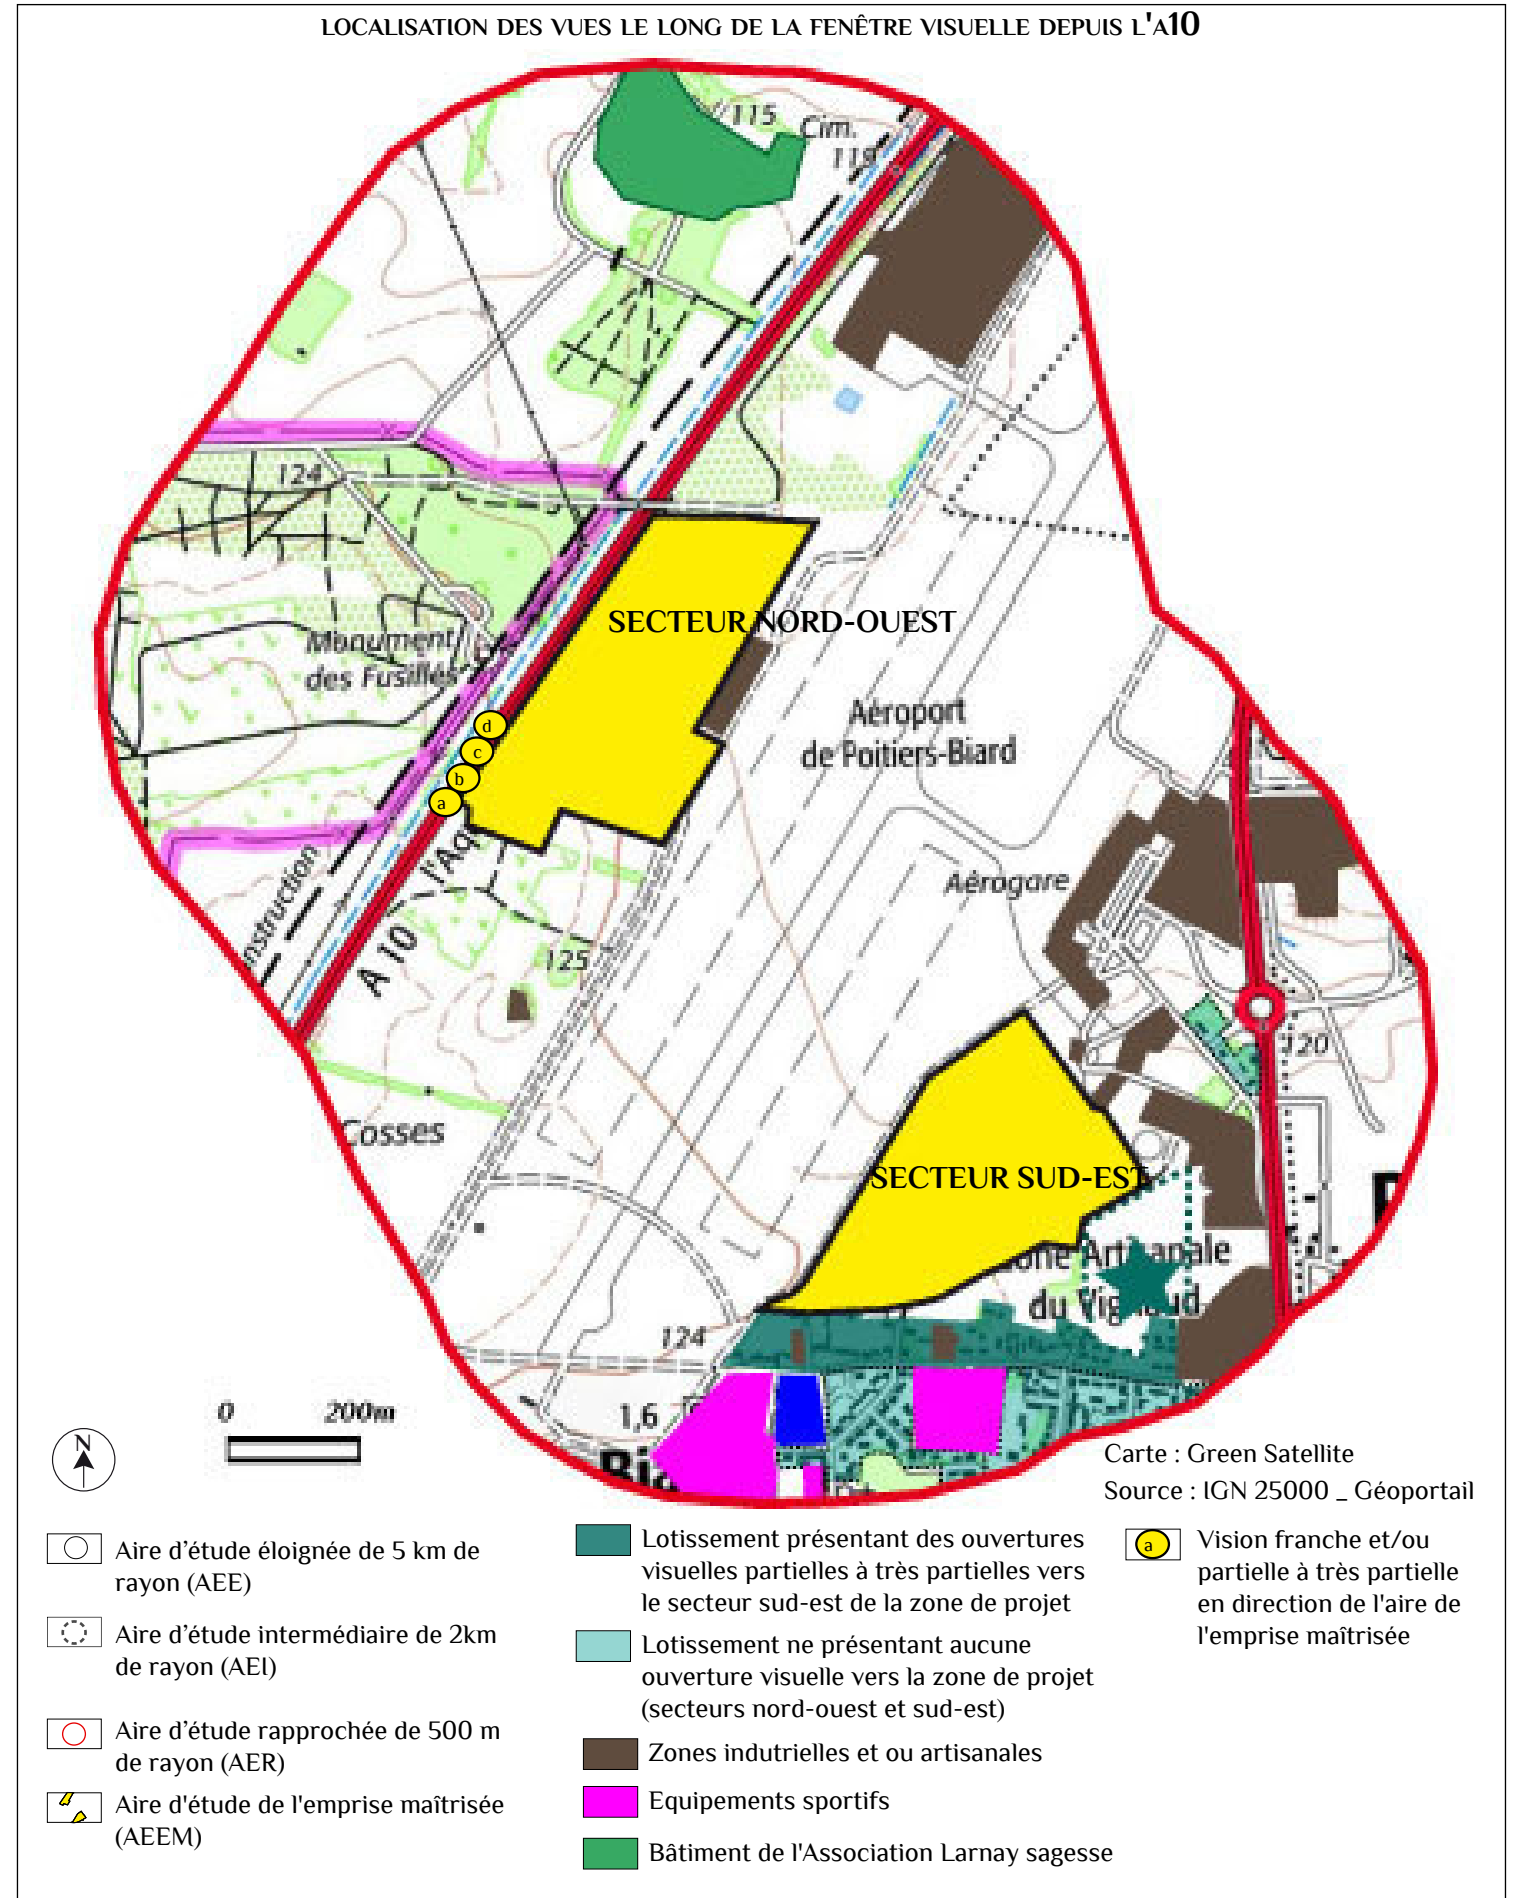 LOCALISATION DES VUES LE LONG DE LA FENÊTRE VISUELLE DEPUIS L'A10
115
Cim.
119
124
SECTEUR NORD-OUEST
Monument
des Fusillés
Aéroport
de Poitiers-Biard
d
c
b
a
l'Aq
Aérogare
nstruction
A 10
125
120
Cosses
SECTEUR SUD-EST
du
124
1,6
0 200m
N
Carte : Green Satellite
Source : IGN 25000 _ Géoportail
Aire d'étude éloignée de 5 km de
rayon (AEE)
Aire d'étude intermédiaire de 2km
de rayon (AEI)
Aire d'étude rapprochée de 500 m
de rayon (AER)
Aire d'étude de l'emprise maîtrisée
(AEEM)
Lotissement présentant des ouvertures
visuelles partielles à très partielles vers
le secteur sud-est de la zone de projet
Lotissement ne présentant aucune
ouverture visuelle vers la zone de projet
(secteurs nord-ouest et sud-est)
Zones indutrielles et ou artisanales
Equipements sportifs
Bâtiment de l'Association Larnay sagesse
a
Vision franche et/ou
partielle à très partielle
en direction de l'aire de
l'emprise maîtrisée